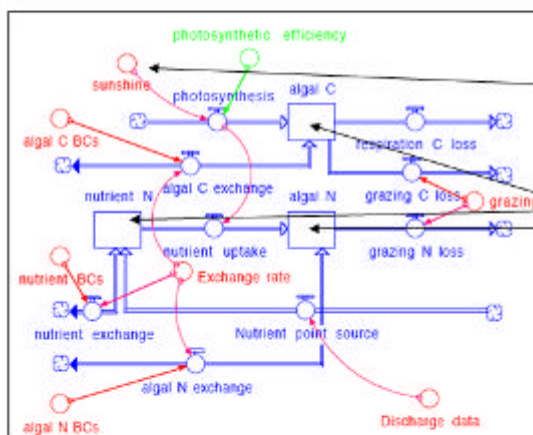 photosynthetic efficiency
sunshine
algal C
photosynthesis
algal C BCs
respiration C loss
algal C exchange
grazing C loss
nutrient N
algal N
grazing
nutrient uptake
grazing N loss
nutrient BCs
Exchange rate
nutrient exchange
Nutrient point source
algal N exchange
algal N BCs
Discharge data